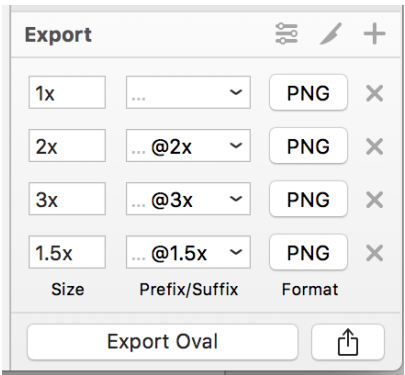 Export
1x ... PNG
2x ... @2x PNG
3x ... @3x PNG
1.5x ... @1.5x PNG
Size Prefix/Suffix Format
Export Oval